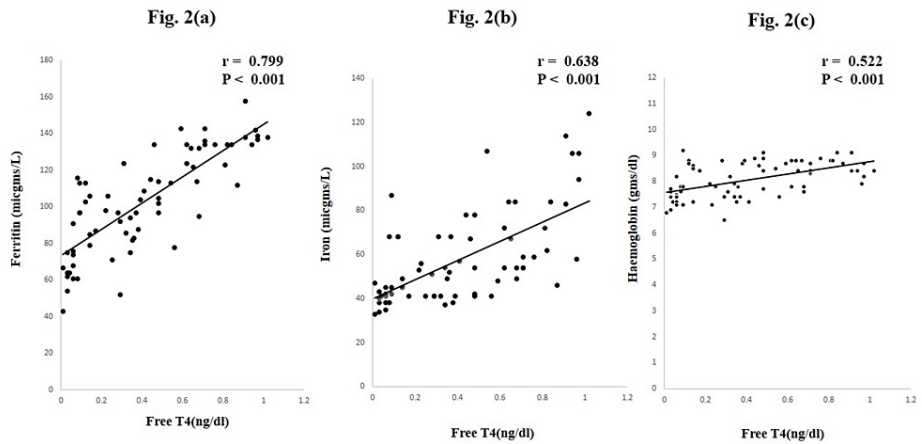 Fig. 2(a)
r = 0.799
P < 0.001
180
160
140
120
100
80
60
40
20
0
Ferritin (micgms/L)
0 0.2 0.4 0.6 0.8 1 1.2
Free T4(ng/dl)
Fig. 2(b)
r = 0.638
P < 0.001
140
120
100
80
60
40
20
0
Iron (micgms/L)
0 0.2 0.4 0.6 0.8 1 1.2
Free T4(ng/dl)
Fig. 2(c)
r = 0.522
P < 0.001
12
11
10
9
8
7
6
5
4
3
2
1
0
Haemoglobin (gms/dl)
0 0.2 0.4 0.6 0.8 1 1.2
Free T4(ng/dl)